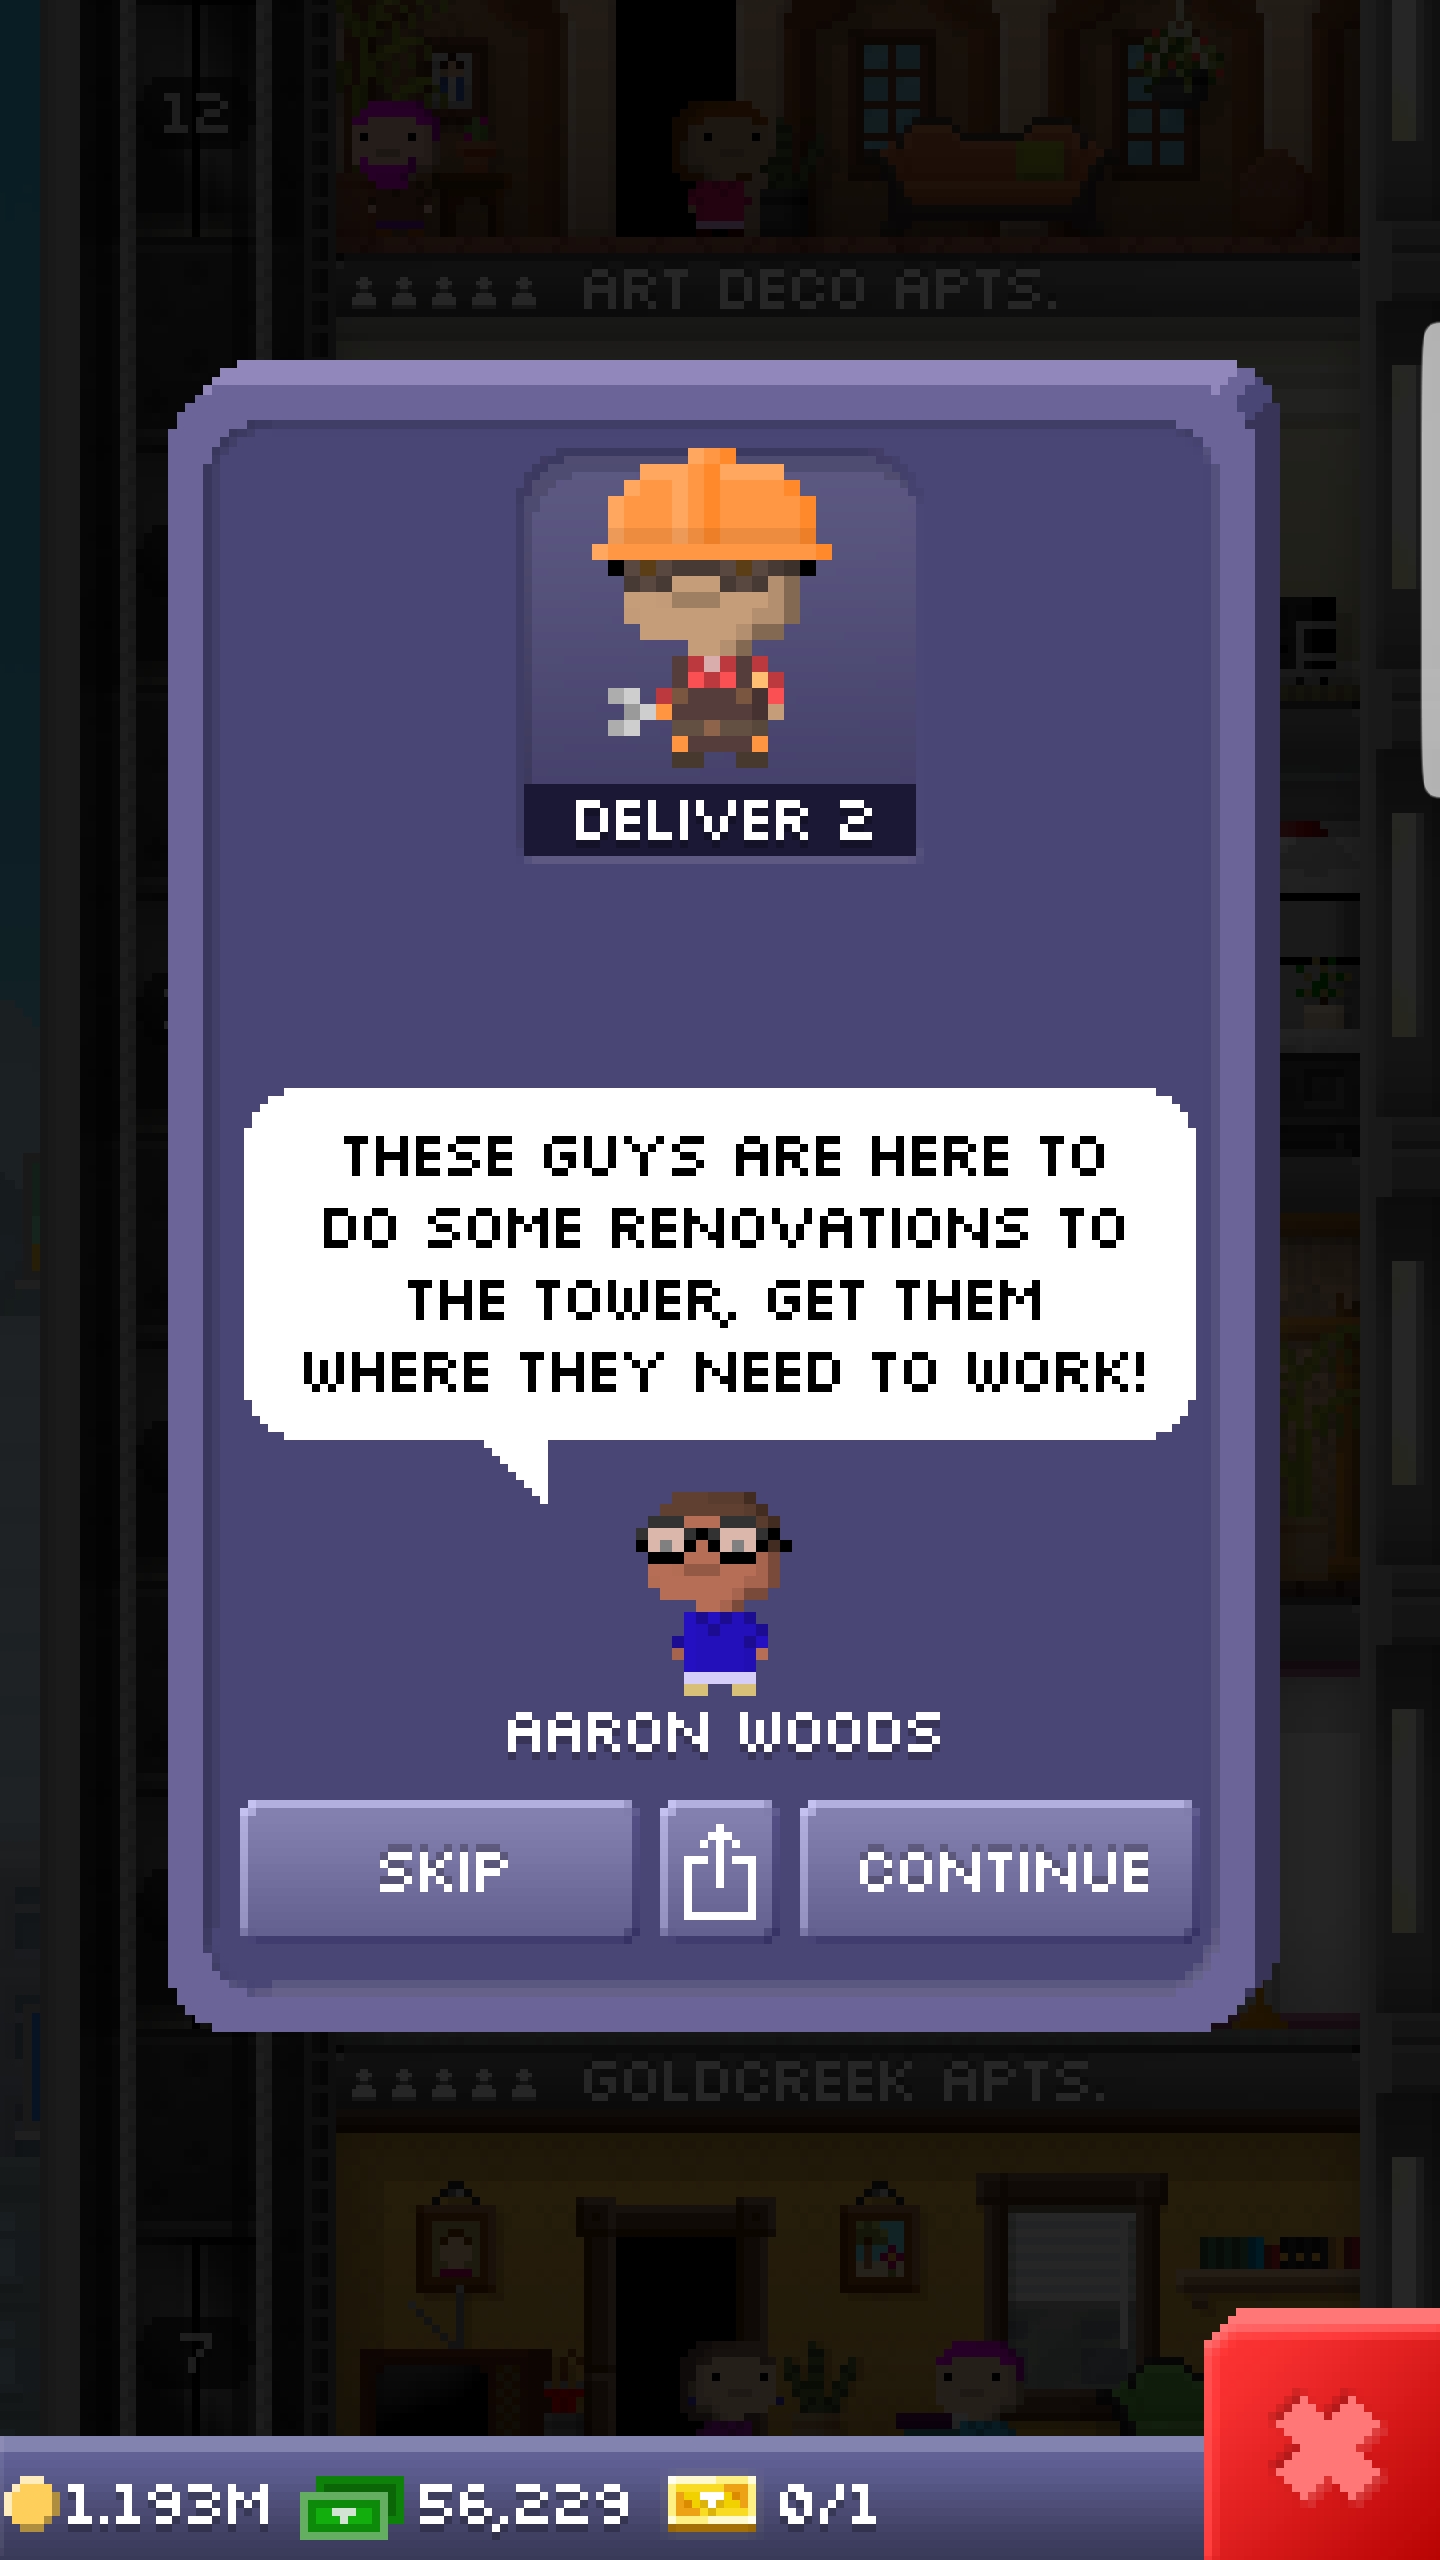 12
ART DECO APTS.
DELIVER 2
THESE GUYS ARE HERE TO
DO SOME RENOVATIONS TO
THE TOWER, GET THEM
WHERE THEY NEED TO WORK!
AARON WOODS
SKIP
CONTINUE
GOLDCREEK APTS.
7
1.193M 56,229 0/1